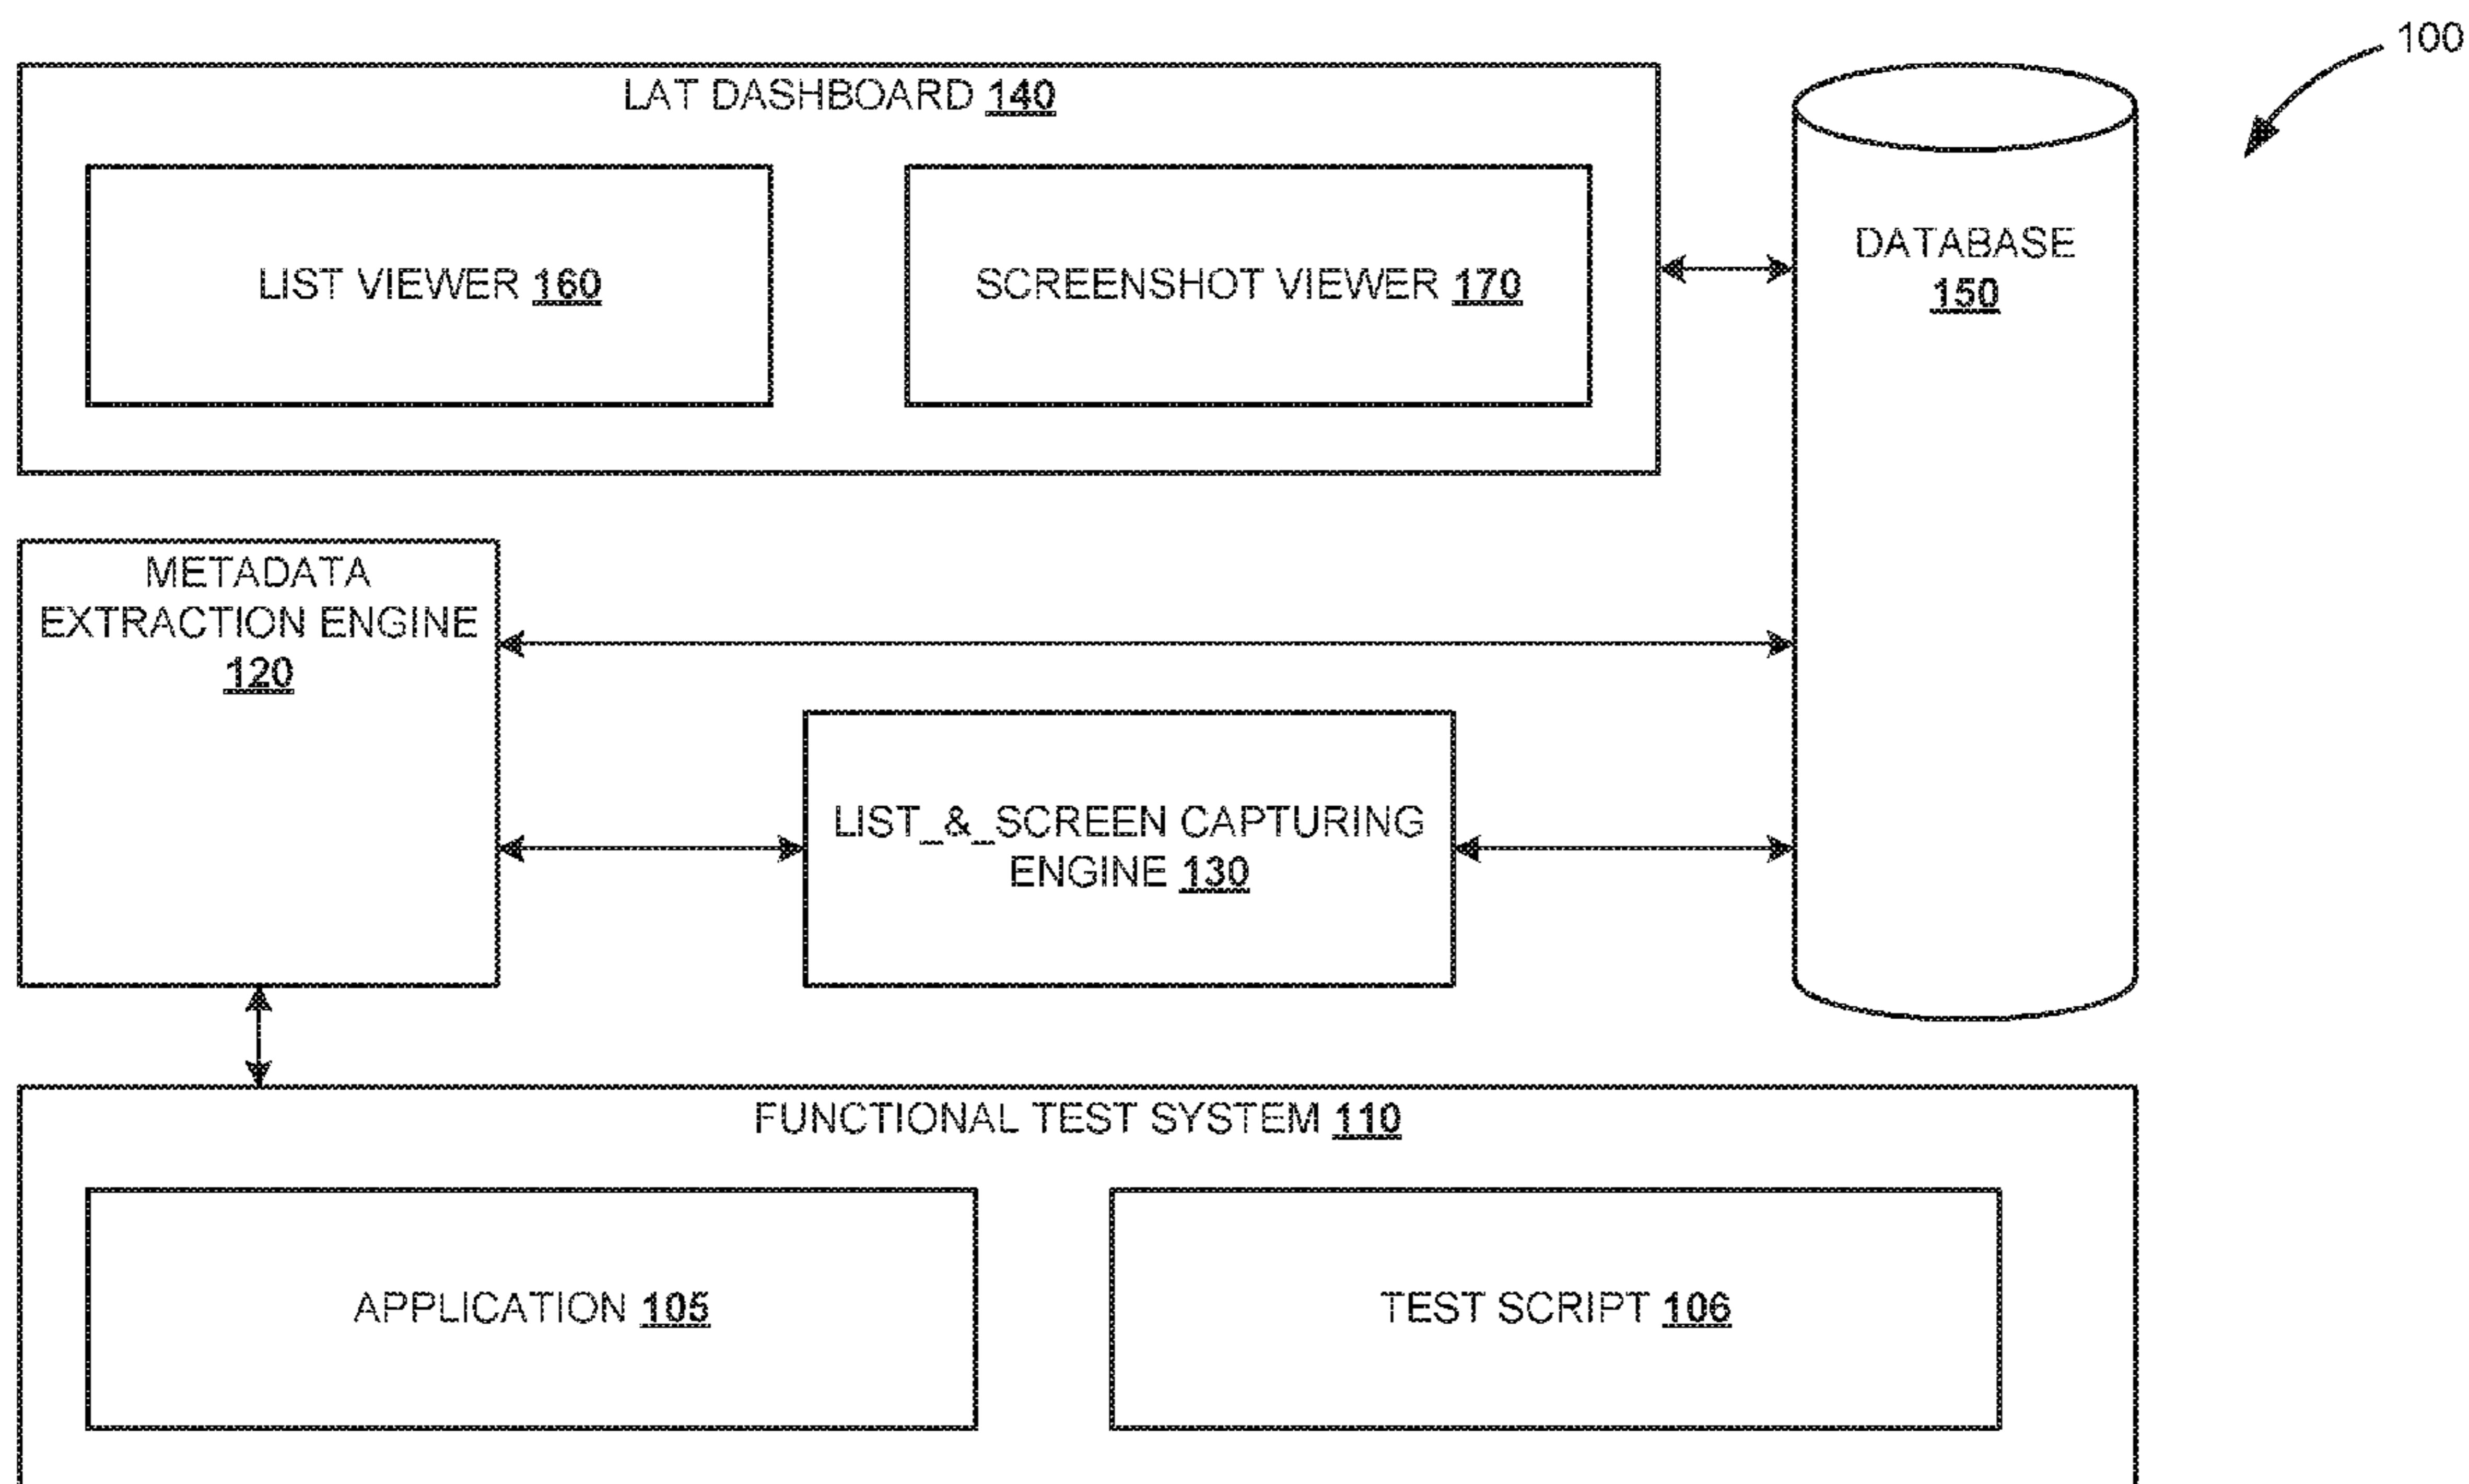 100
LAT DASHBOARD 140
LIST VIEWER 160
SCREENSHOT VIEWER 170
DATABASE
150
METADATA
EXTRACTION ENGINE
120
LIST_&_SCREEN CAPTURING
ENGINE 130
FUNCTIONAL TEST SYSTEM 110
APPLICATION 105
TEST SCRIPT 106